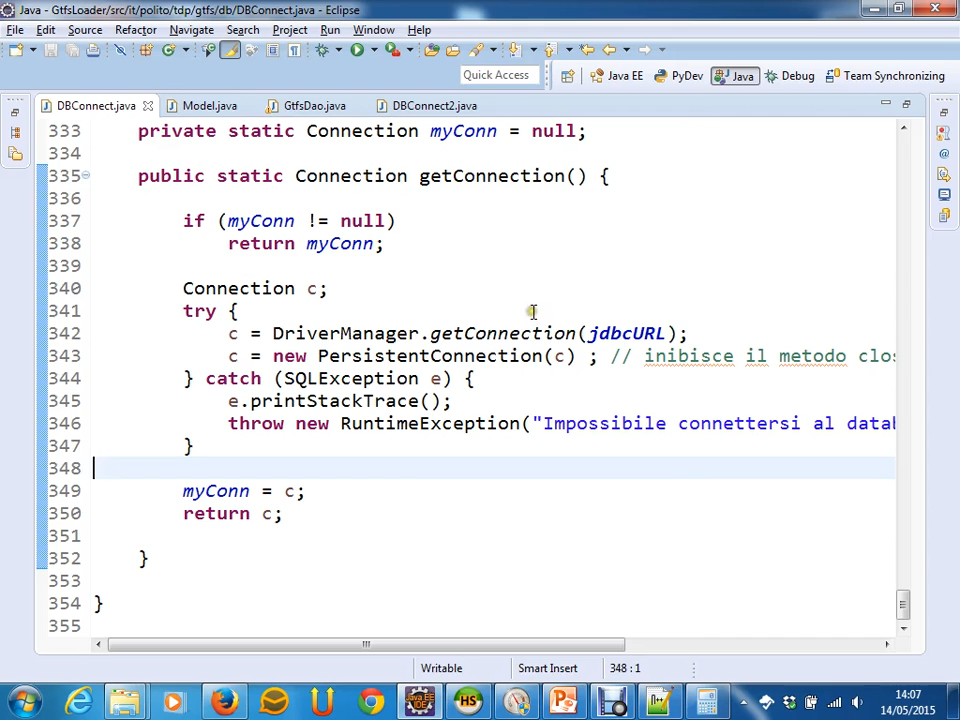 Java - GtfsLoader/src/it/polito/tdp/gtfs/db/DBConnect.java - Eclipse
File Edit Source Refactor Navigate Search Project Run Window Help
Quick Access Java EE PyDev Java Debug Team Synchronizing
DBConnect.java Model.java GtfsDao.java DBConnect2.java
333 private static Connection myConn = null;
334
335 public static Connection getConnection() {
336
337 if (myConn != null)
338 return myConn;
339
340 Connection c;
341 try {
342 c = DriverManager.getConnection(jdbcURL);
343 c = new PersistentConnection(c) ; // inibisce il metodo clos
344 } catch (SQLException e) {
345 e.printStackTrace();
346 throw new RuntimeException("Impossibile connettersi al datab
347 }
348
349 myConn = c;
350 return c;
351
352 }
353
354 }
355
Writable Smart Insert 348 : 1
14:07
14/05/2015